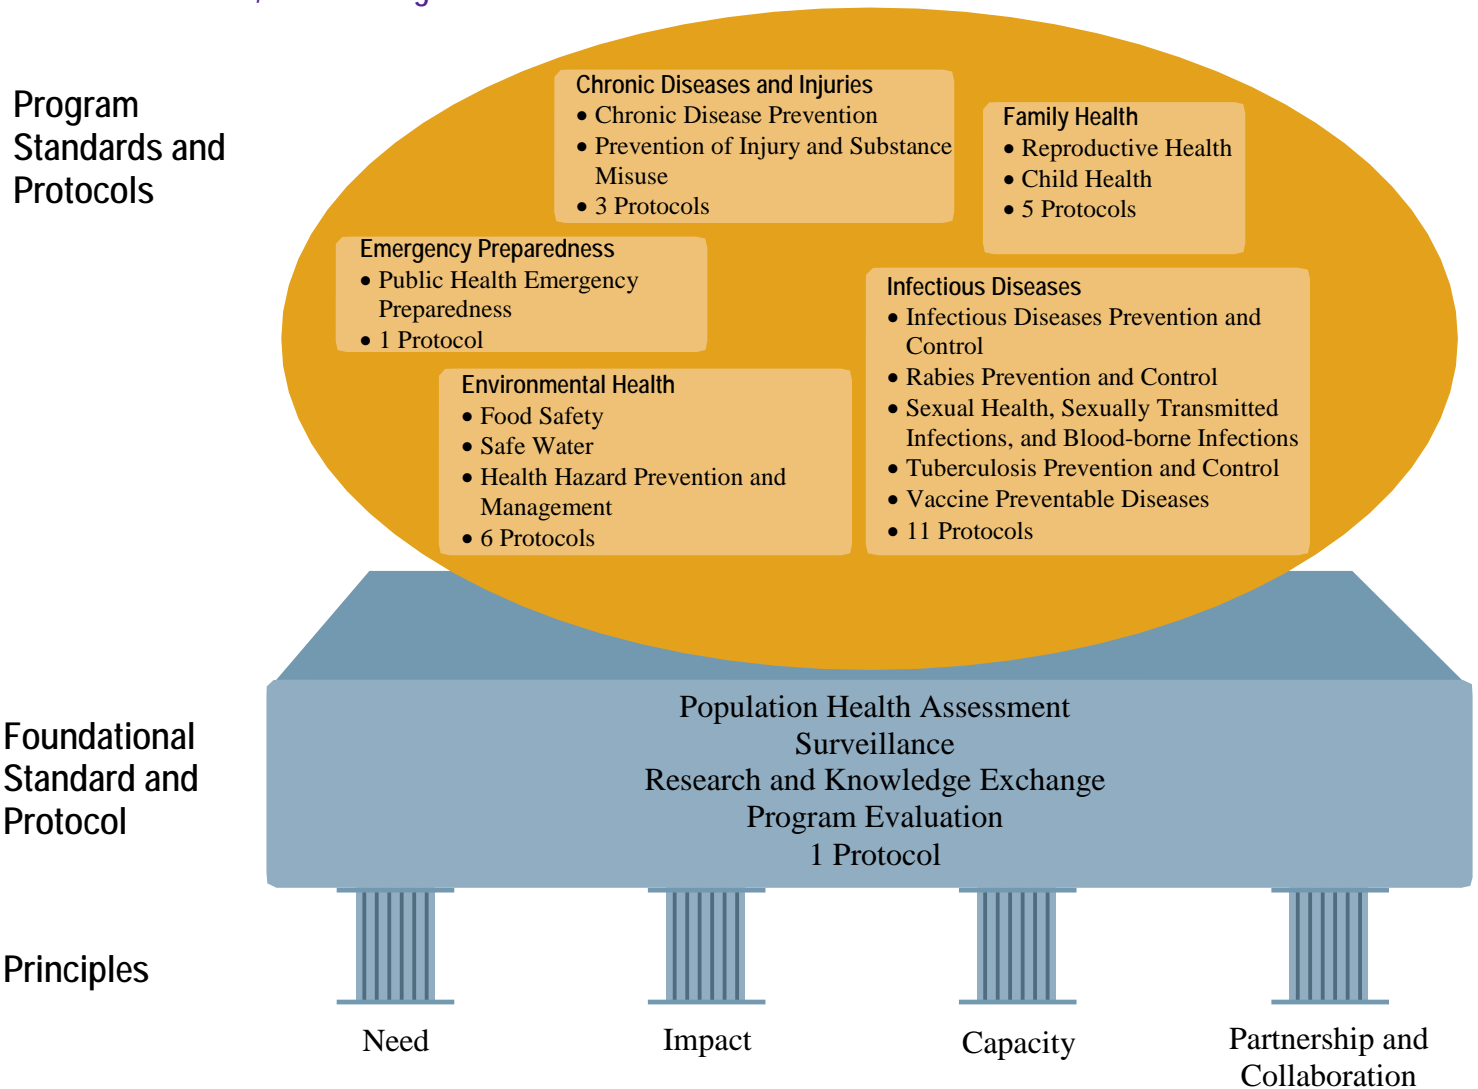 Program
Standards and
Protocols
Chronic Diseases and Injuries
• Chronic Disease Prevention
• Prevention of Injury and Substance
Misuse
• 3 Protocols
Family Health
• Reproductive Health
• Child Health
• 5 Protocols
Emergency Preparedness
• Public Health Emergency
Preparedness
• 1 Protocol
Infectious Diseases
• Infectious Diseases Prevention and
Control
• Rabies Prevention and Control
• Sexual Health, Sexually Transmitted
Infections, and Blood-borne Infections
• Tuberculosis Prevention and Control
• Vaccine Preventable Diseases
• 11 Protocols
Environmental Health
• Food Safety
• Safe Water
• Health Hazard Prevention and
Management
• 6 Protocols
Foundational
Standard and
Protocol
Population Health Assessment
Surveillance
Research and Knowledge Exchange
Program Evaluation
1 Protocol
Principles
Need
Impact
Capacity
Partnership and
Collaboration